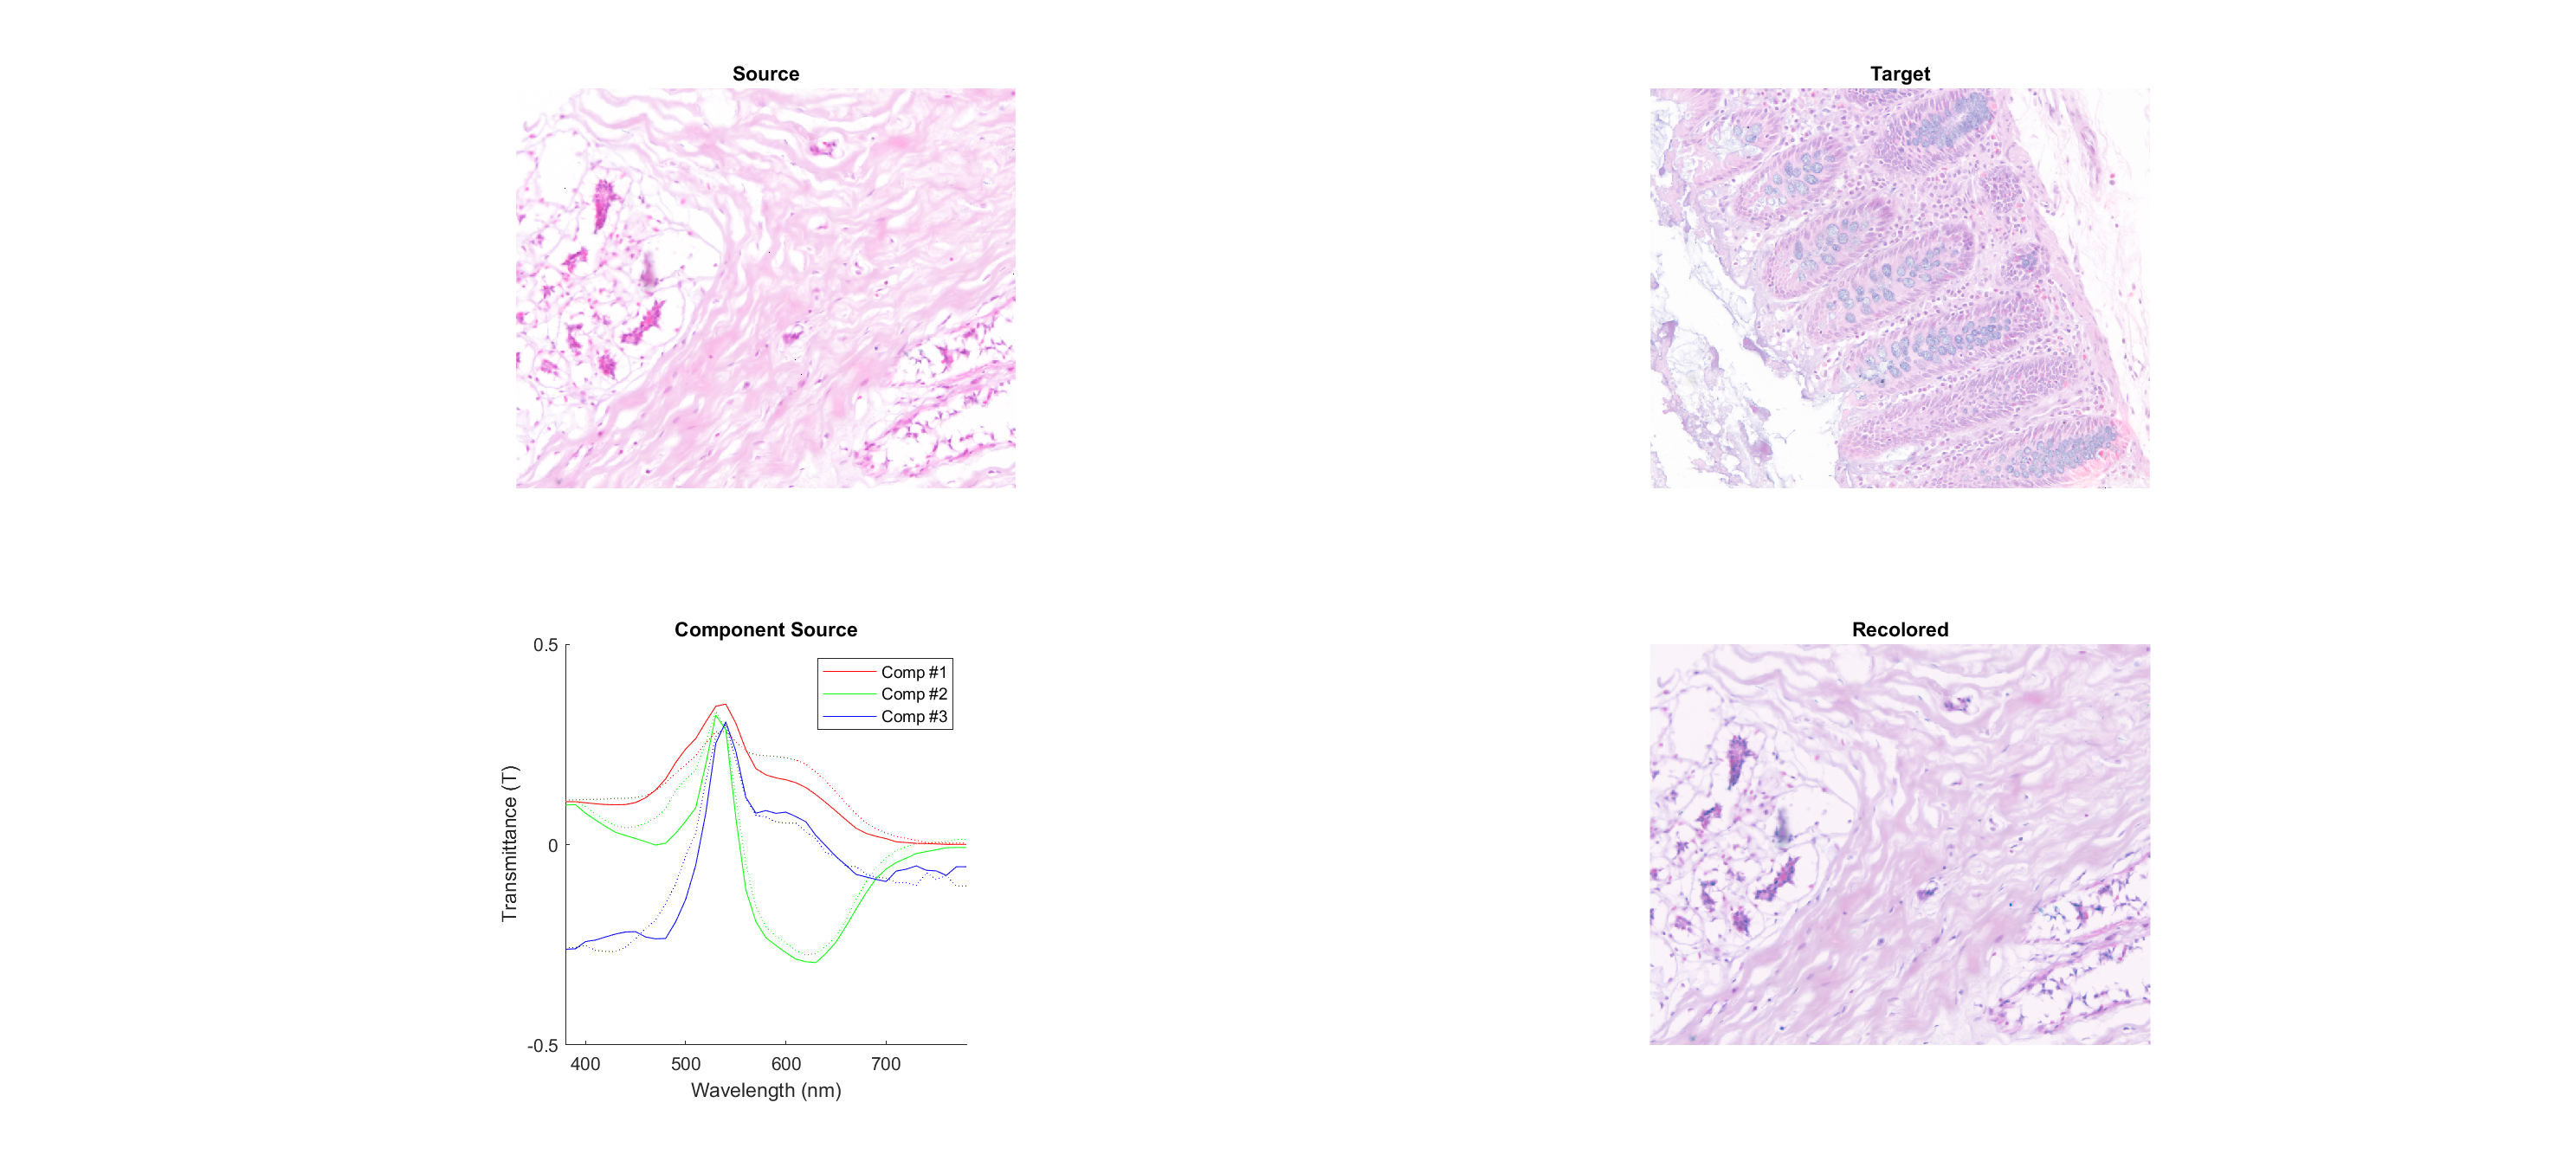 Source
Target
Component Source
0.5
0
-0.5
400 500 600 700
Transmittance (T)
Wavelength (nm)
Comp #1
Comp #2
Comp #3
Recolored